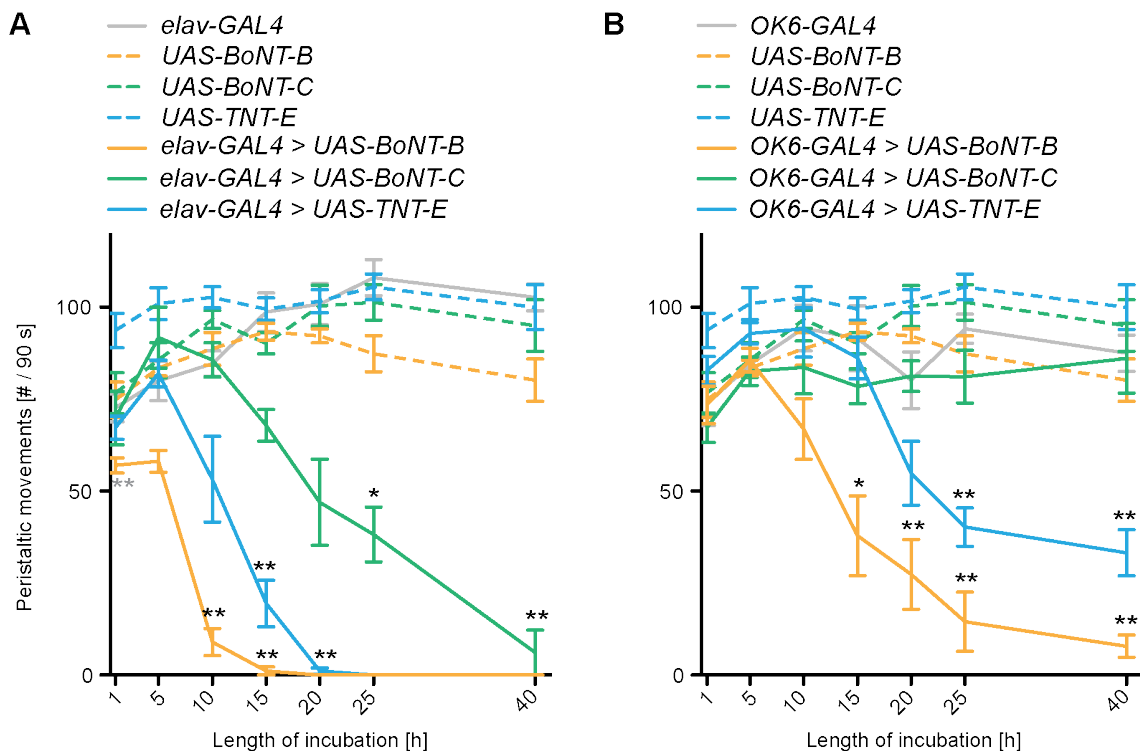 A
elav-GAL4
UAS-BoNT-B
UAS-BoNT-C
UAS-TNT-E
elav-GAL4 > UAS-BoNT-B
elav-GAL4 > UAS-BoNT-C
elav-GAL4 > UAS-TNT-E
Peristaltic movements [# / 90 s]
100
50
0
**
**
**
**
**
*
**
1
5
10
15
20
25
40
Length of incubation [h]
B
OK6-GAL4
UAS-BoNT-B
UAS-BoNT-C
UAS-TNT-E
OK6-GAL4 > UAS-BoNT-B
OK6-GAL4 > UAS-BoNT-C
OK6-GAL4 > UAS-TNT-E
100
50
0
*
**
**
**
**
**
1
5
10
15
20
25
40
Length of incubation [h]